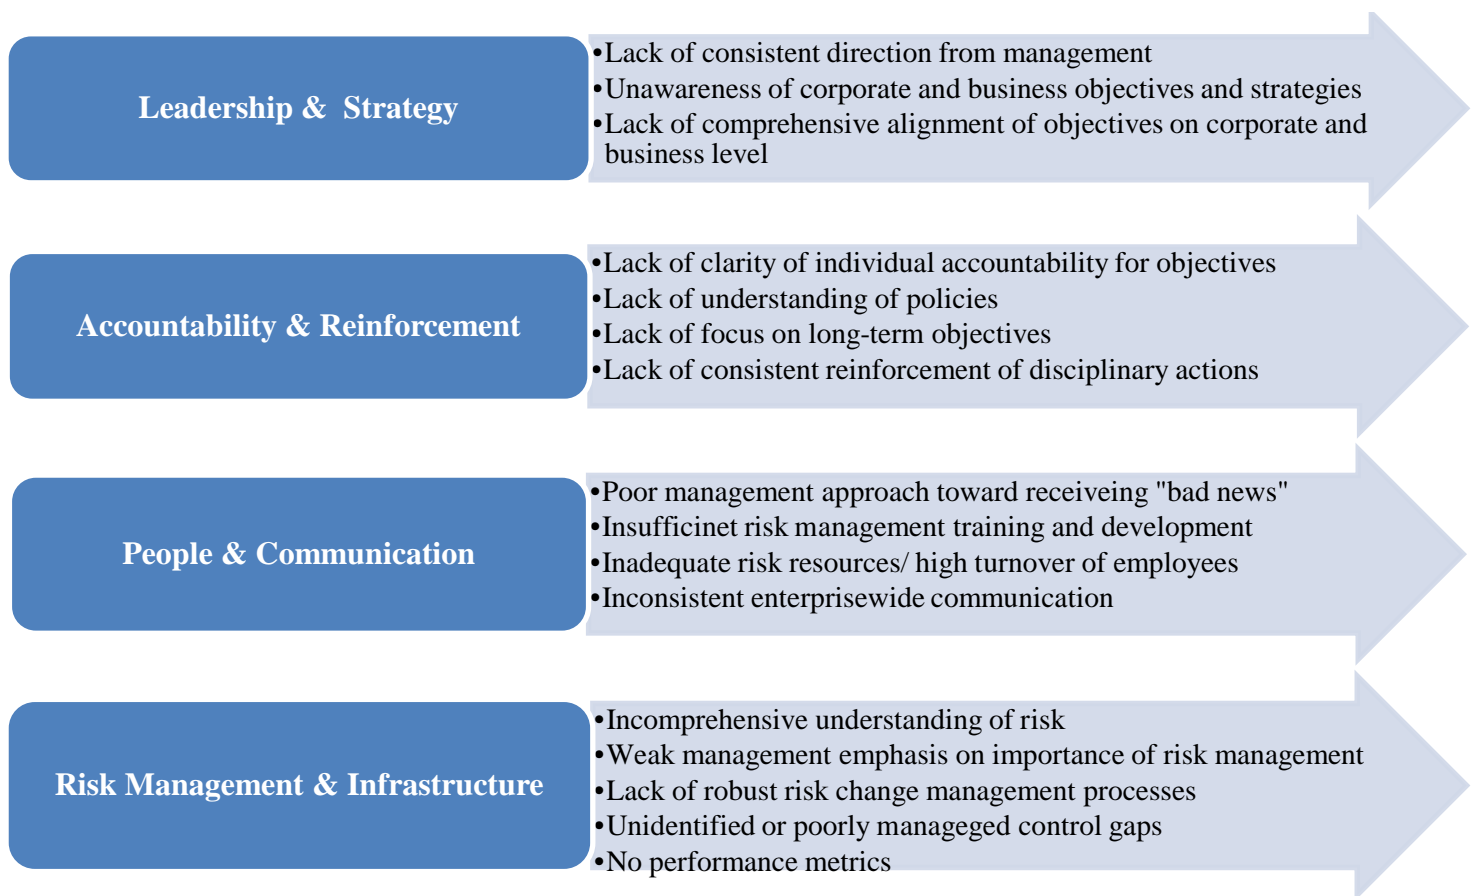 Leadership &  Strategy
•Lack of consistent direction from management
•Unawareness of corporate and business objectives and strategies
•Lack of comprehensive alignment of objectives on corporate and
business level
Accountability & Reinforcement
•Lack of clarity of individual accountability for objectives
•Lack of understanding of policies
•Lack of focus on long-term objectives
•Lack of consistent reinforcement of disciplinary actions
People & Communication
•Poor management approach toward receiveing "bad news"
•Insufficinet risk management training and development
•Inadequate risk resources/ high turnover of employees
•Inconsistent enterprisewide communication
Risk Management & Infrastructure
•Incomprehensive understanding of risk
•Weak management emphasis on importance of risk management
•Lack of robust risk change management processes
•Unidentified or poorly manageged control gaps
•No performance metrics